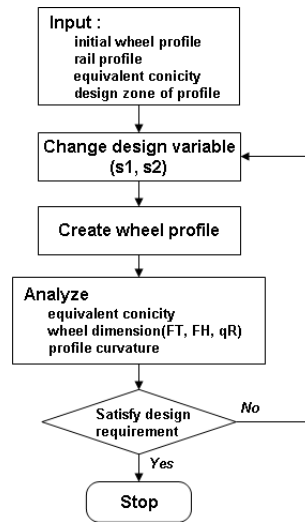 Input :
initial wheel profile
rail profile
equivalent conicity
design zone of profile
Change design variable
(s1, s2)
Create wheel profile
Analyze
equivalent conicity
wheel dimension(FT, FH, qR)
profile curvature
Satisfy design
requirement
No
Yes
Stop